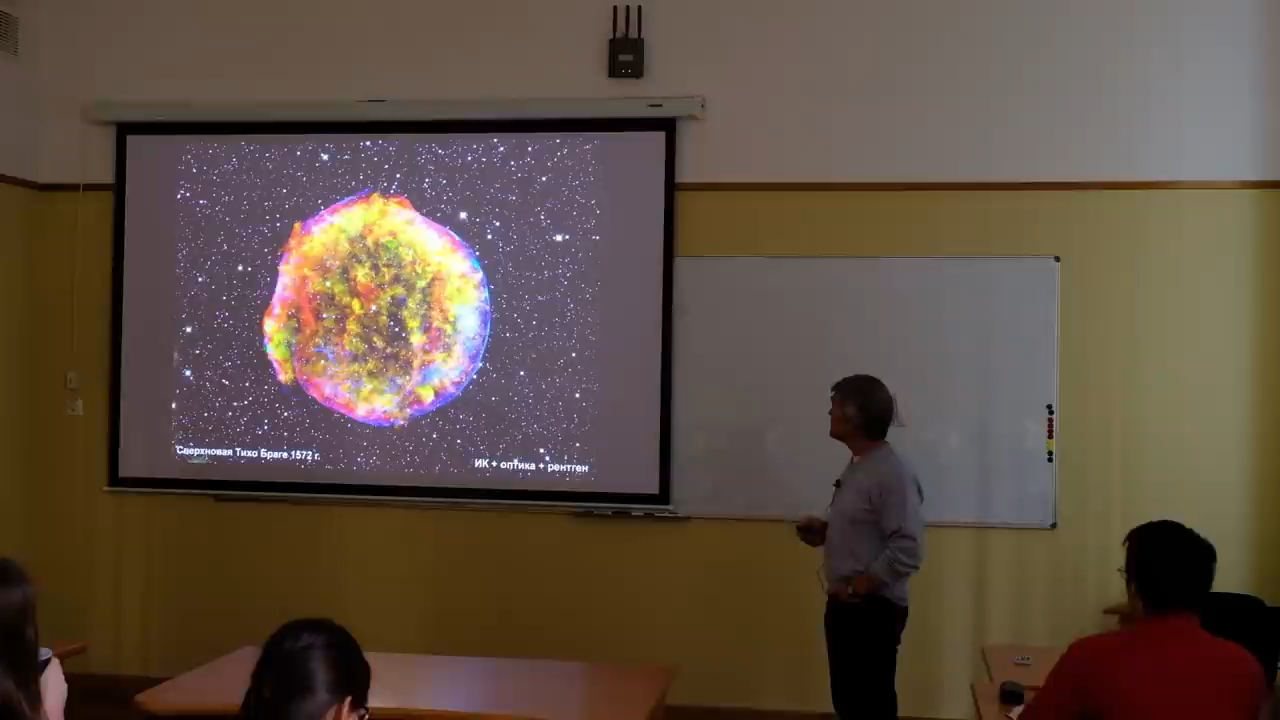 Сверхновая Тихо Браге 1572 г.
ИК + оптика + рентген